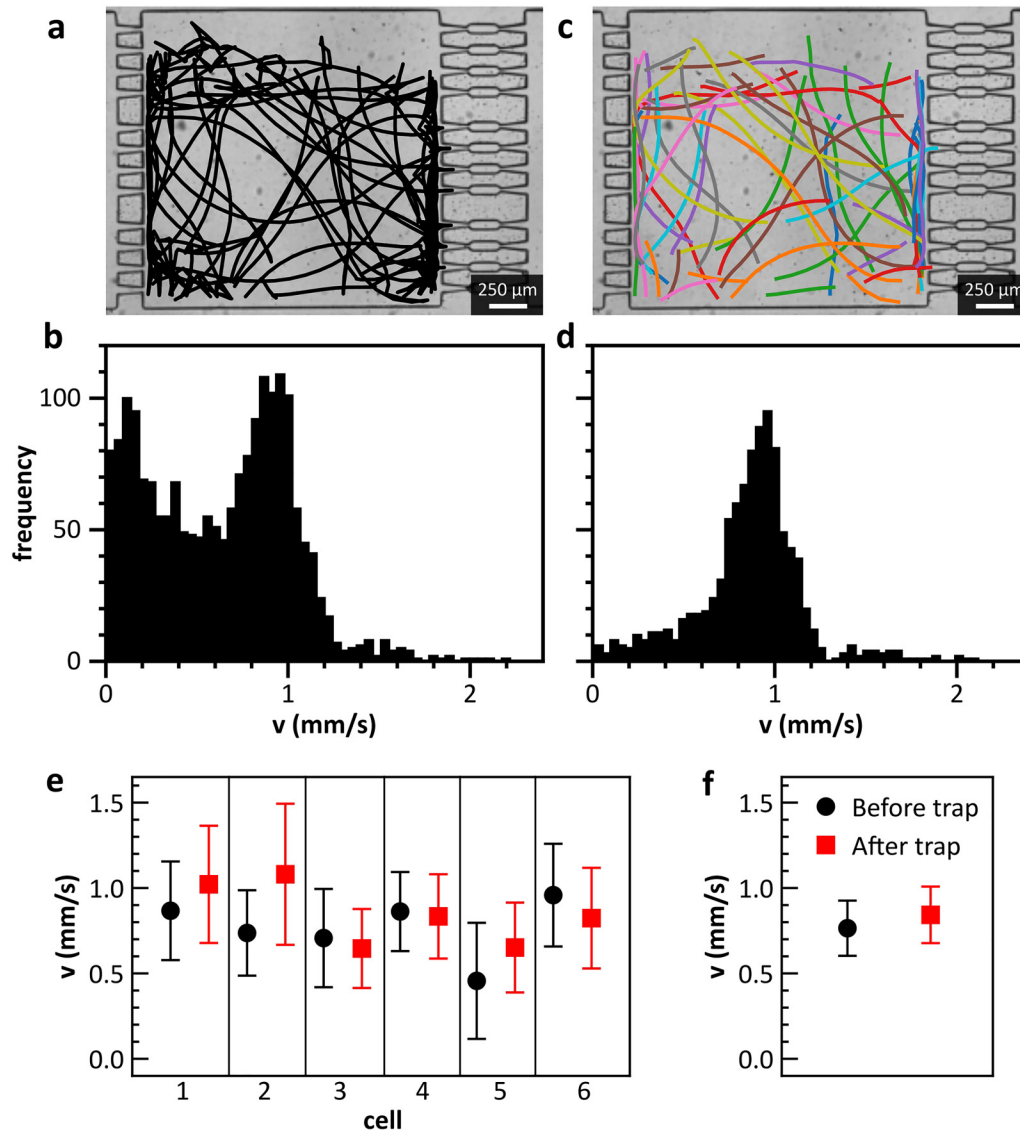 a
c
250 µm
250 µm
b
d
100
50
0
frequency
0 1 2
0 1 2
v (mm/s)
v (mm/s)
e
f
1.5
1.0
0.5
0.0
v (mm/s)
1 2 3 4 5 6
cell
1.5
1.0
0.5
0.0
v (mm/s)
Before trap
After trap